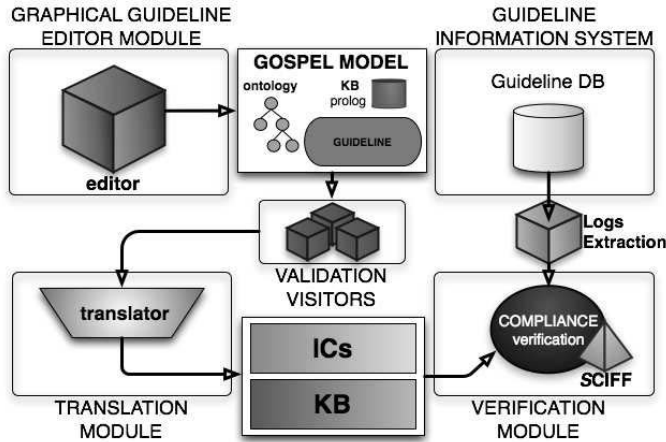 GRAPHICAL GUIDELINE
EDITOR MODULE
editor
GOSPEL MODEL
ontology
KB
prolog
GUIDELINE
GUIDELINE
INFORMATION SYSTEM
Guideline DB
Logs
Extraction
VALIDATION
VISITORS
translator
TRANSLATION
MODULE
ICs
KB
COMPLIANCE
verification
SCIFF
VERIFICATION
MODULE